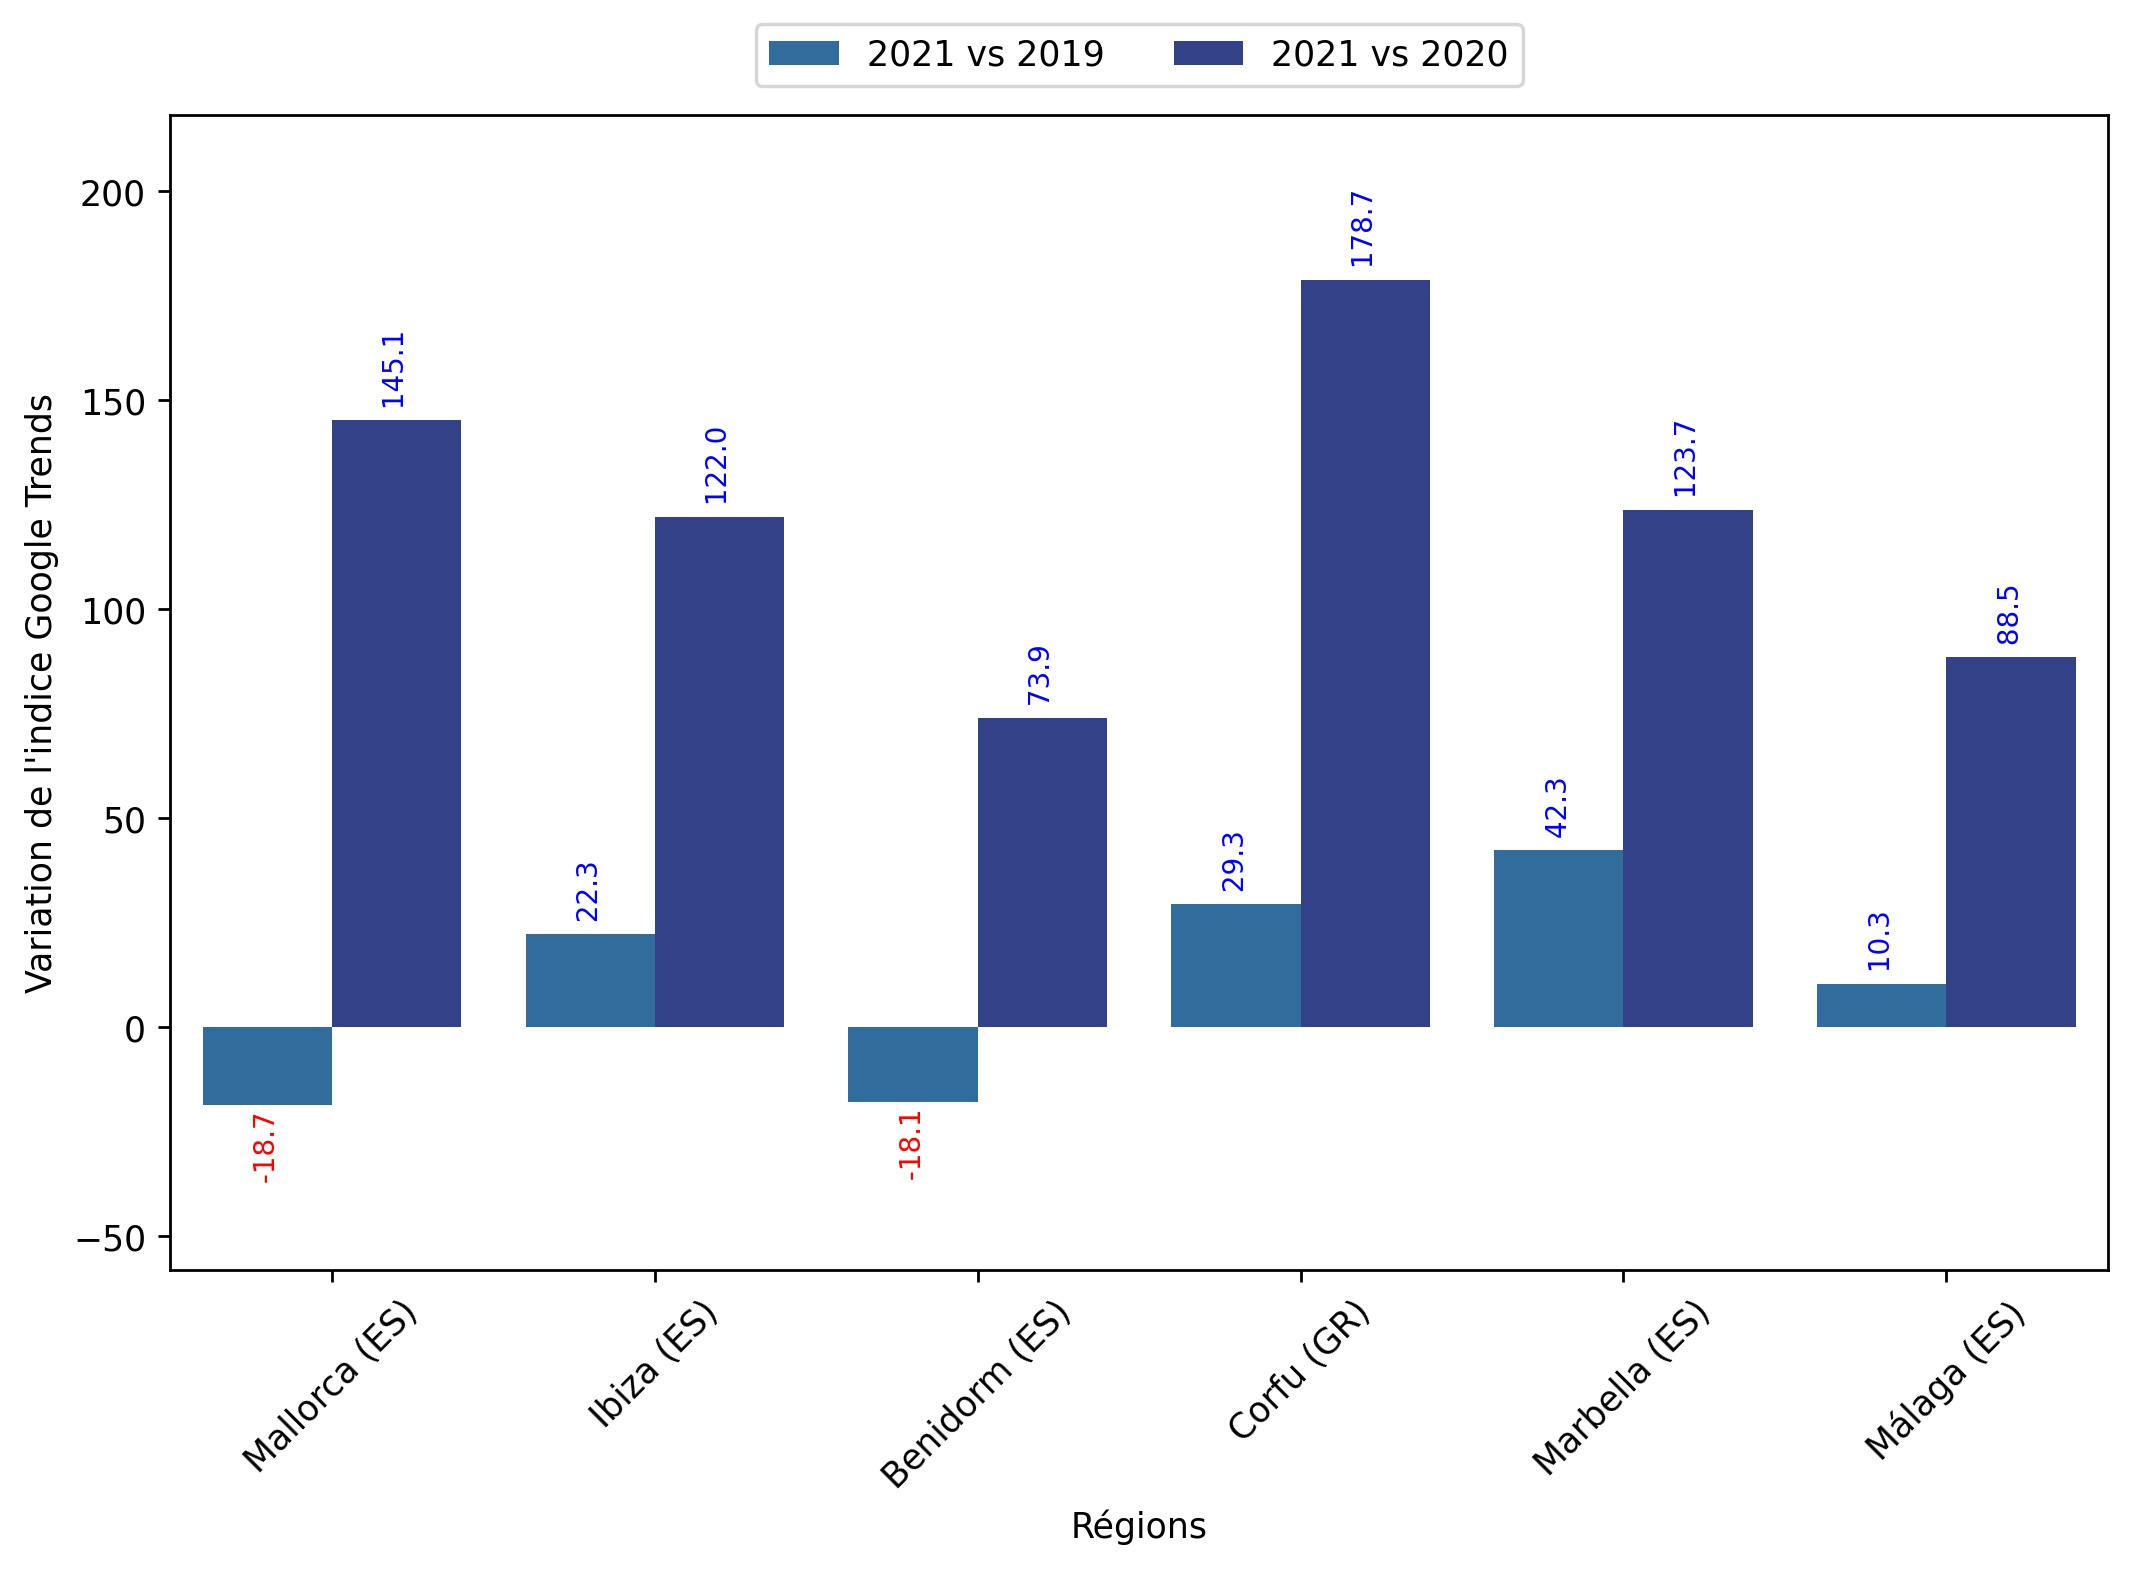 2021 vs 2019
2021 vs 2020
Variation de l'indice Google Trends
200
150
100
50
0
−50
-18.7
145.1
22.3
122.0
-18.1
73.9
29.3
178.7
42.3
123.7
10.3
88.5
Mallorca (ES)
Ibiza (ES)
Benidorm (ES)
Corfu (GR)
Marbella (ES)
Málaga (ES)
Régions